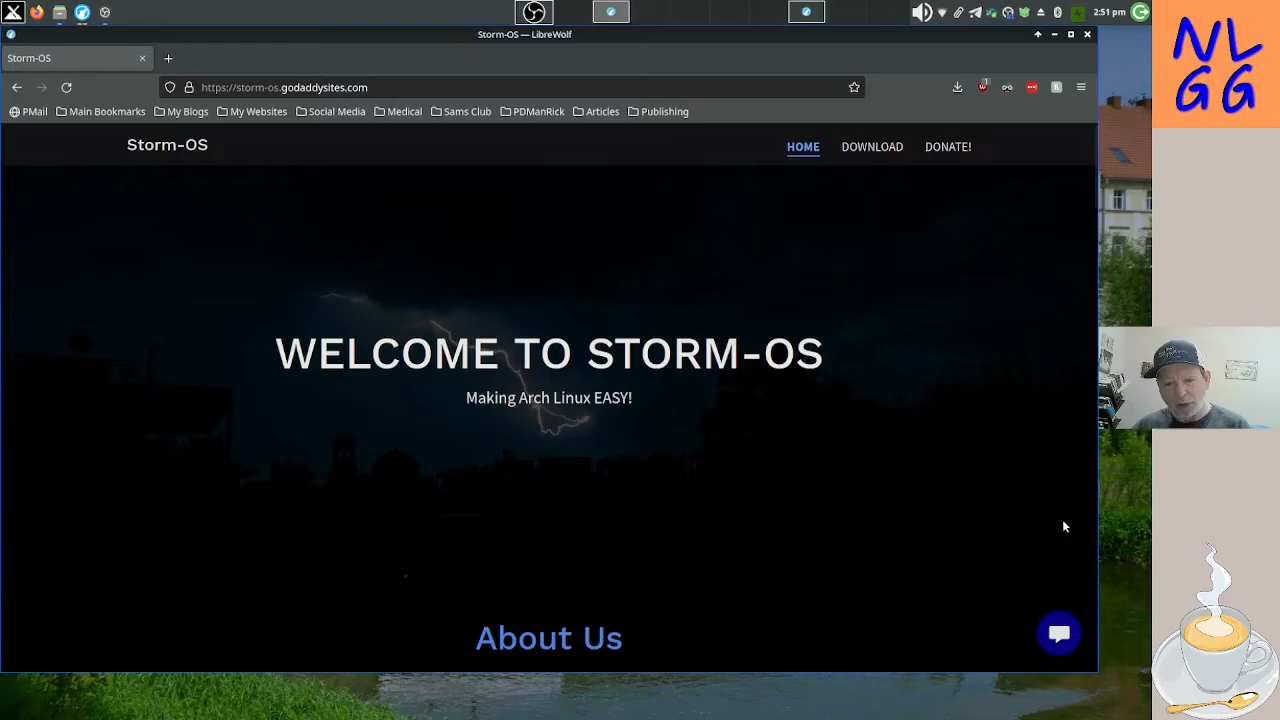 2:51 pm
Storm-OS — LibreWolf
Storm-OS
https://storm-os.godaddysites.com
PMail Main Bookmarks My Blogs My Websites Social Media Medical Sams Club PDManRick Articles Publishing
Storm-OS
HOME DOWNLOAD DONATE!
WELCOME TO STORM-OS
Making Arch Linux EASY!
About Us
NL
GG